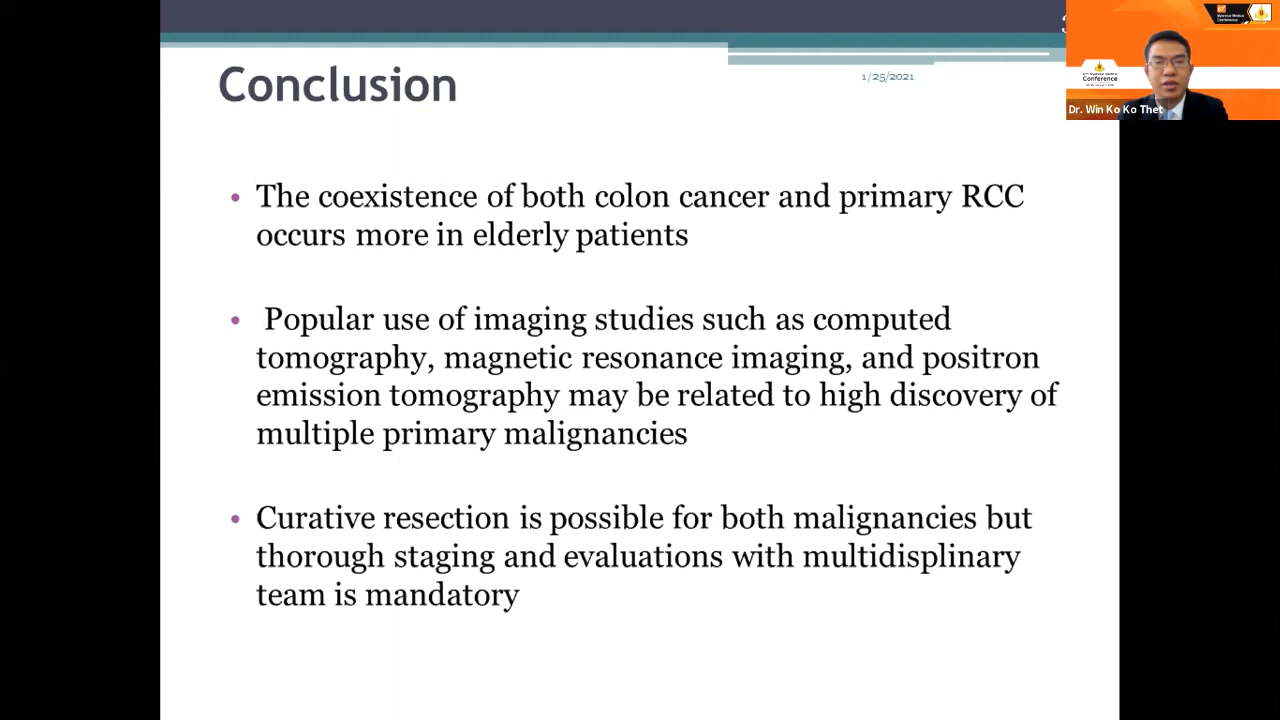 Conclusion
1/25/2021
Conference
Dr. Win Ko Ko Thet
• The coexistence of both colon cancer and primary RCC
occurs more in elderly patients
• Popular use of imaging studies such as computed
tomography, magnetic resonance imaging, and positron
emission tomography may be related to high discovery of
multiple primary malignancies
• Curative resection is possible for both malignancies but
thorough staging and evaluations with multidisplinary
team is mandatory